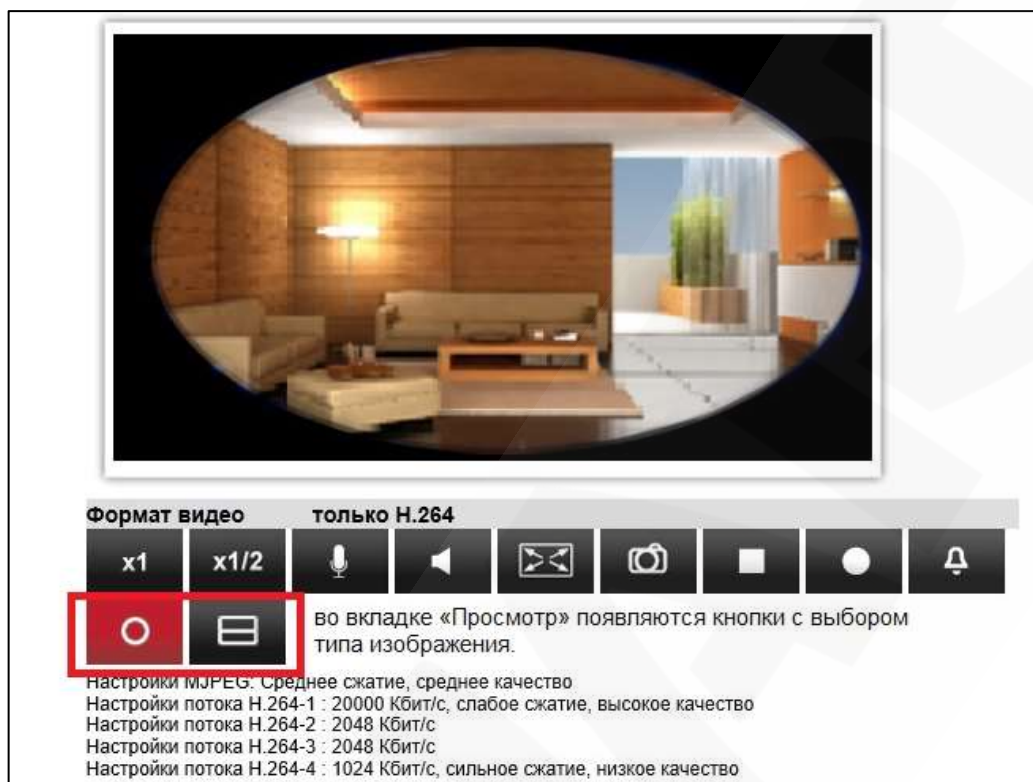 Формат видео только H.264
x1 x1/2
во вкладке «Просмотр» появляются кнопки с выбором
типа изображения.
Настройки MJPEG: Среднее сжатие, среднее качество
Настройки потока H.264-1 : 20000 Кбит/с, слабое сжатие, высокое качество
Настройки потока H.264-2 : 2048 Кбит/с
Настройки потока H.264-3 : 2048 Кбит/с
Настройки потока H.264-4 : 1024 Кбит/с, сильное сжатие, низкое качество